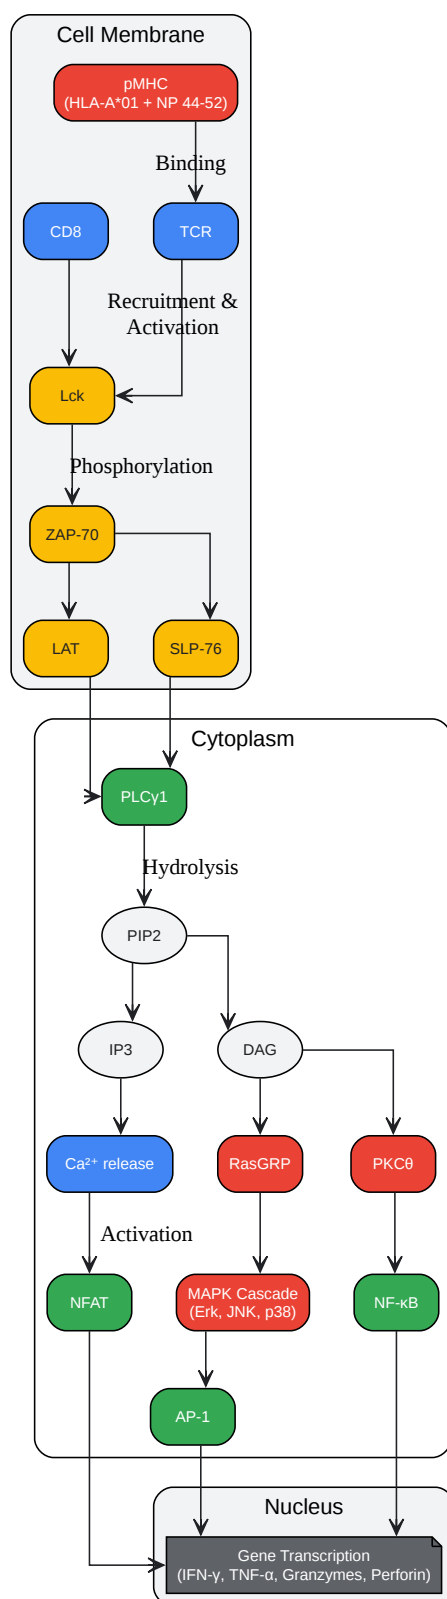 Cell Membrane
pMHC
(HLA-A*01 + NP 44-52)
Binding
CD8
TCR
Recruitment &
Activation
Lck
Phosphorylation
ZAP-70
LAT
SLP-76
Cytoplasm
PLCγ1
Hydrolysis
PIP2
IP3
DAG
Ca²⁺ release
RasGRP
PKCθ
Activation
NFAT
MAPK Cascade
(Erk, JNK, p38)
NF-κB
AP-1
Nucleus
Gene Transcription
(IFN-γ, TNF-α, Granzymes, Perforin)